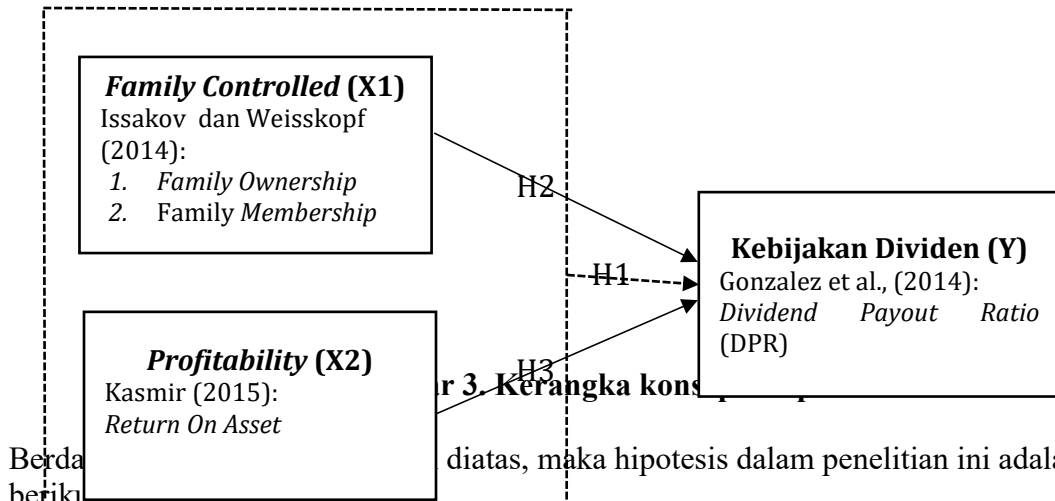 Family Controlled (X1)
Issakov dan Weisskopf
(2014):
1. Family Ownership
2. Family Membership
H2
Kebijakan Dividen (Y)
Gonzalez et al., (2014):
Dividend Payout Ratio
(DPR)
H1
Profitability (X2)
Kasmir (2015):
Return On Asset
H3
3. Kerangka
diatas, maka hipotesis dalam penelitian ini